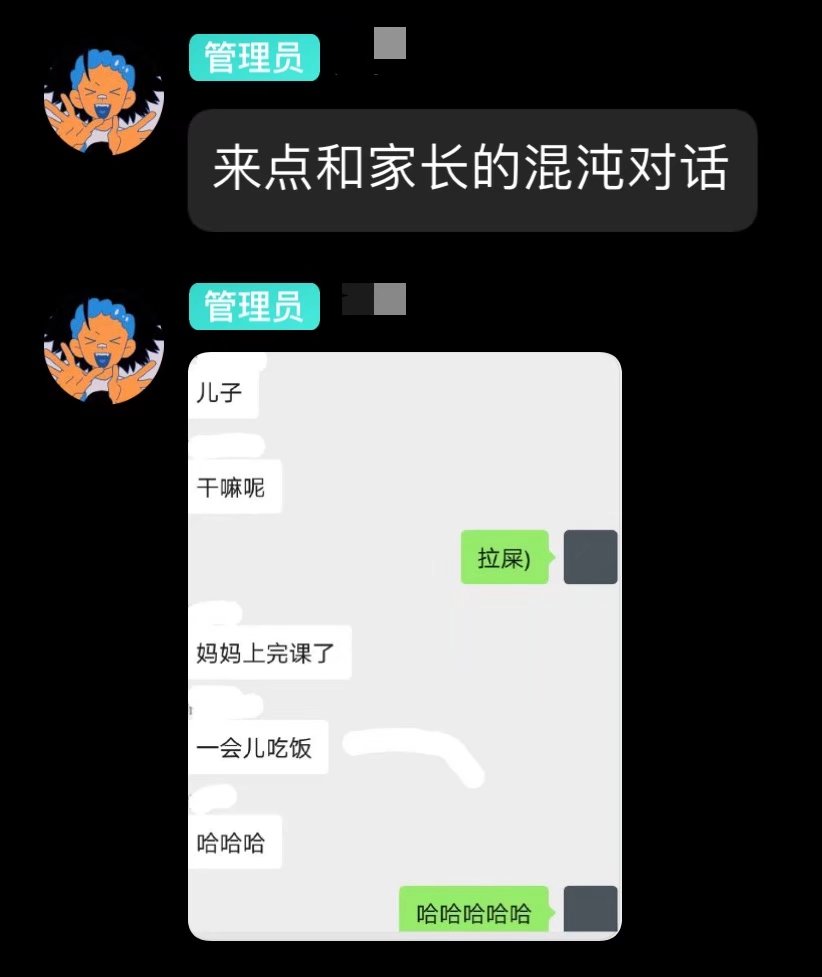 管理员
来点和家长的混沌对话
管理员
儿子
干嘛呢
拉屎)
妈妈上完课了
一会儿吃饭
哈哈哈
哈哈哈哈哈